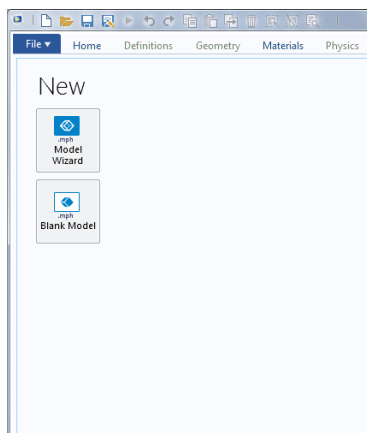 File Home Definitions Geometry Materials Physics
New
.mph
Model
Wizard
.mph
Blank Model